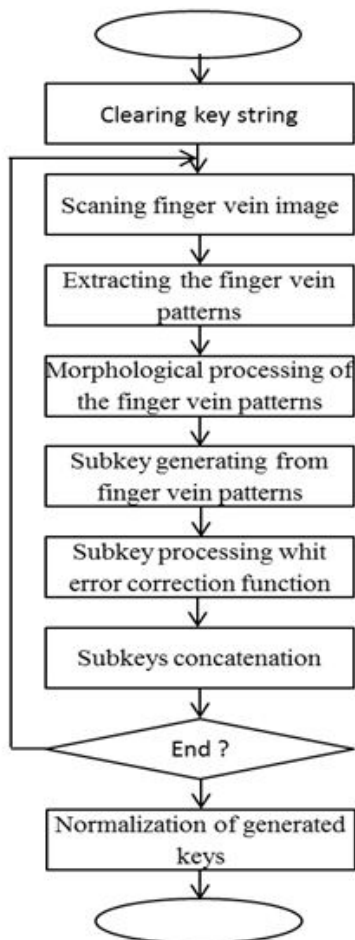 Clearing key string
Scaning finger vein image
Extracting the finger vein
patterns
Morphological processing of
the finger vein patterns
Subkey generating from
finger vein patterns
Subkey processing whit
error correction function
Subkeys concatenation
End ?
Normalization of generated
keys